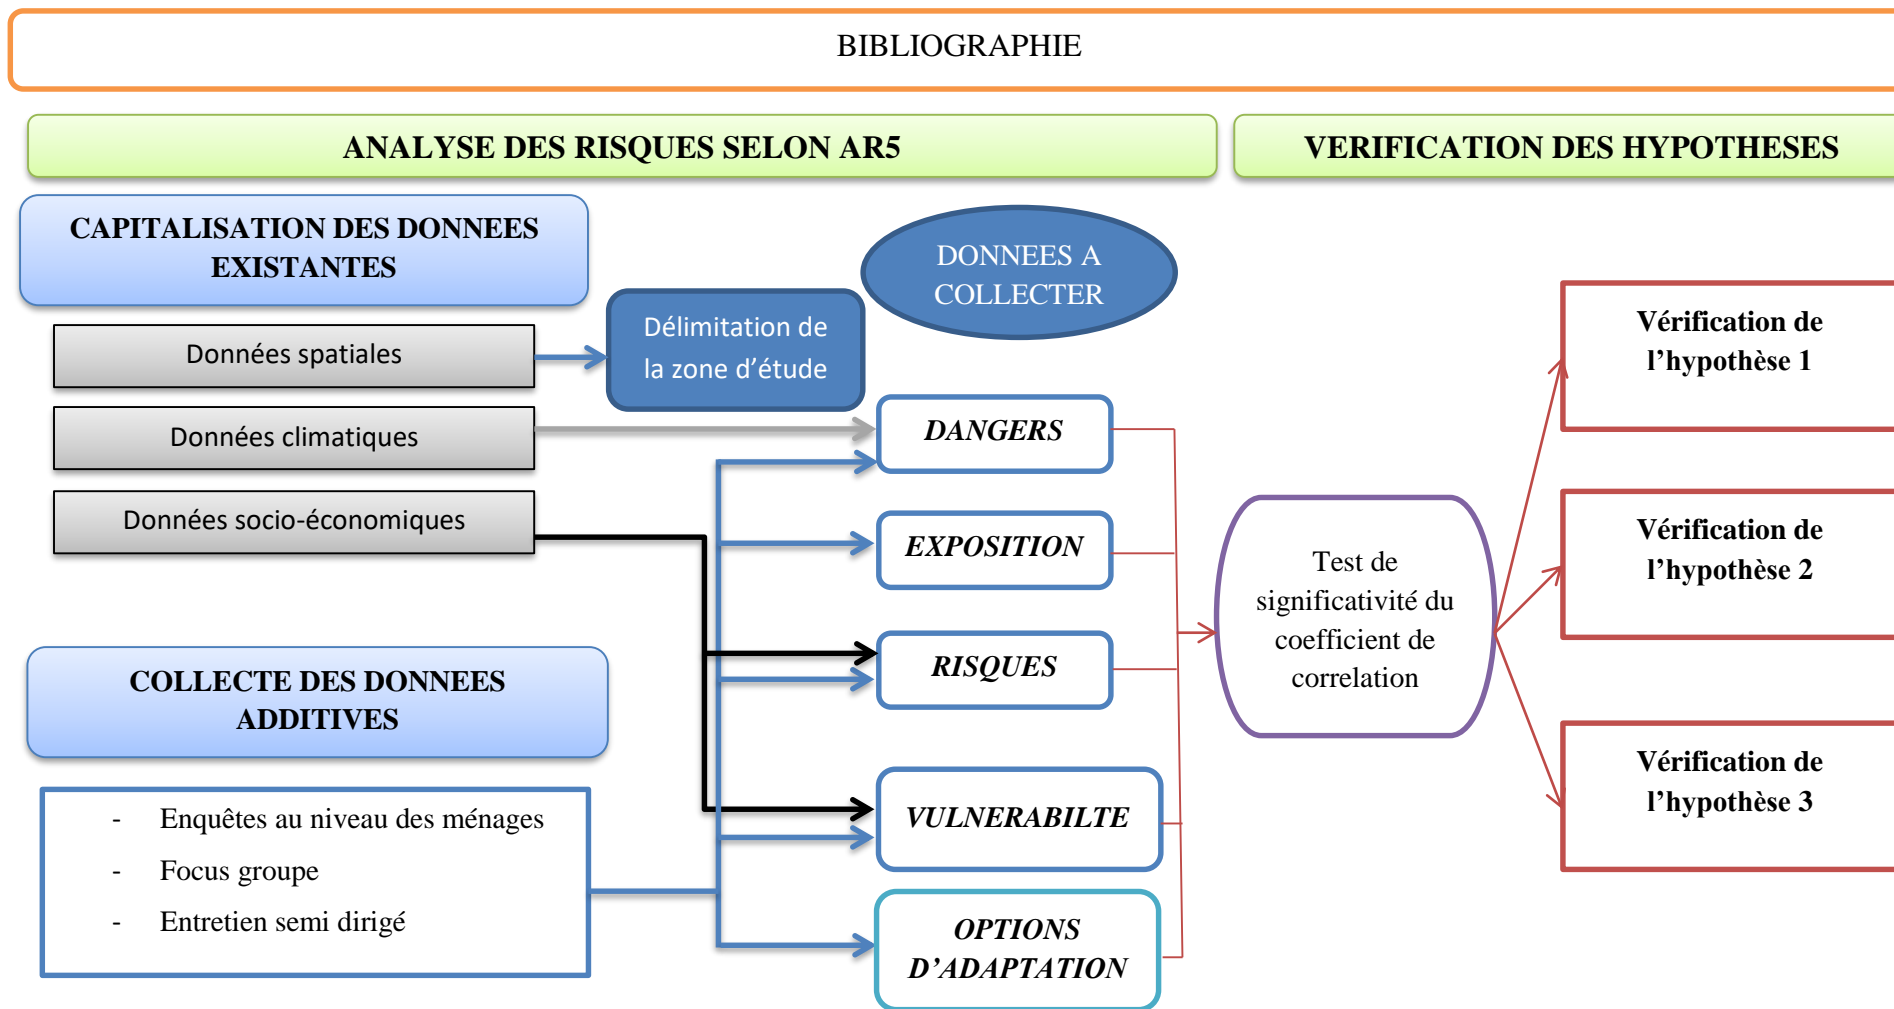 BIBLIOGRAPHIE
ANALYSE DES RISQUES SELON AR5
VERIFICATION DES HYPOTHESES
CAPITALISATION DES DONNEES
EXISTANTES
DONNEES A
COLLECTER
Délimitation de
la zone d’étude
Données spatiales
Données climatiques
Données socio-économiques
COLLECTE DES DONNEES
ADDITIVES
- Enquêtes au niveau des ménages
- Focus groupe
- Entretien semi dirigé
DANGERS
EXPOSITION
RISQUES
VULNERABILTE
OPTIONS
D’ADAPTATION
Test de
significativité du
coefficient de
correlation
Vérification de
l’hypothèse 1
Vérification de
l’hypothèse 2
Vérification de
l’hypothèse 3